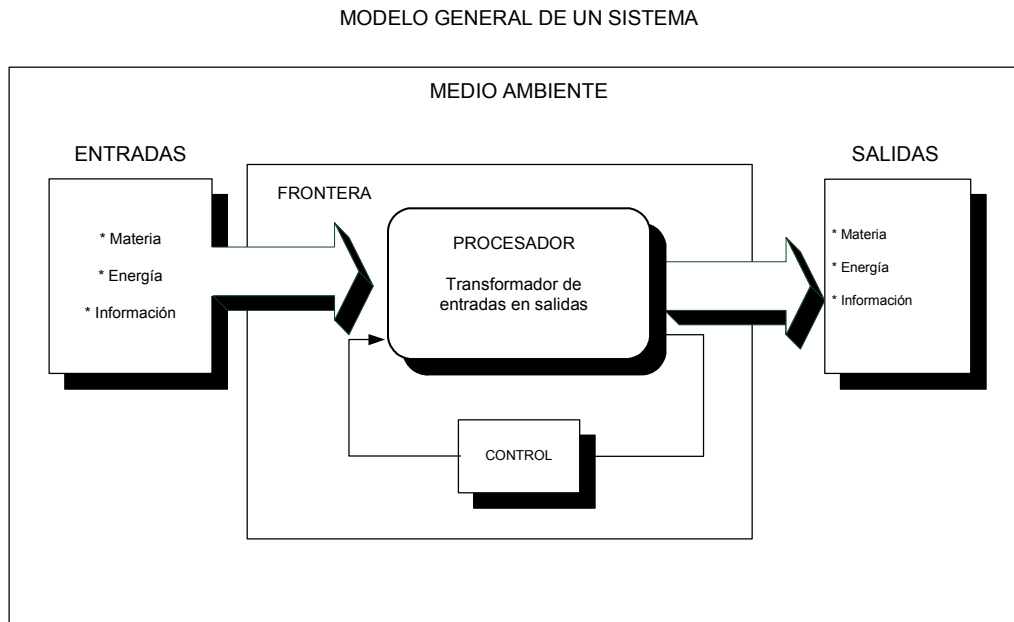 MODELO GENERAL DE UN SISTEMA
MEDIO AMBIENTE
ENTRADAS
* Materia
* Energía
* Información
FRONTERA
PROCESADOR
Transformador de
entradas en salidas
CONTROL
SALIDAS
* Materia
* Energía
* Información